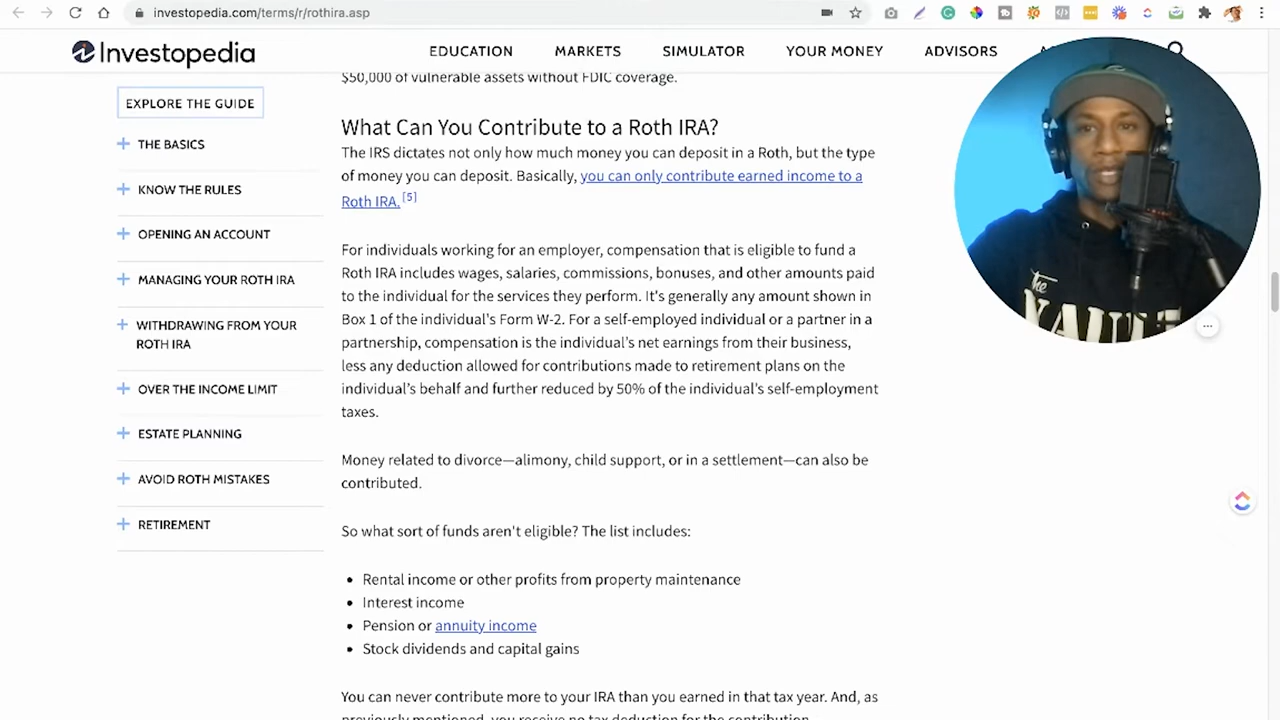 investopedia.com/terms/r/rothira.asp
Investopedia
EDUCATION
MARKETS
SIMULATOR
YOUR MONEY
ADVISORS
$50,000 of vulnerable assets without FDIC coverage.
EXPLORE THE GUIDE
THE BASICS
KNOW THE RULES
OPENING AN ACCOUNT
MANAGING YOUR ROTH IRA
WITHDRAWING FROM YOUR
ROTH IRA
OVER THE INCOME LIMIT
ESTATE PLANNING
AVOID ROTH MISTAKES
RETIREMENT
What Can You Contribute to a Roth IRA?
The IRS dictates not only how much money you can deposit in a Roth, but the type
of money you can deposit. Basically, you can only contribute earned income to a
Roth IRA. [5]
For individuals working for an employer, compensation that is eligible to fund a
Roth IRA includes wages, salaries, commissions, bonuses, and other amounts paid
to the individual for the services they perform. It's generally any amount shown in
Box 1 of the individual's Form W-2. For a self-employed individual or a partner in a
partnership, compensation is the individual's net earnings from their business,
less any deduction allowed for contributions made to retirement plans on the
individual's behalf and further reduced by 50% of the individual's self-employment
taxes.
Money related to divorce—alimony, child support, or in a settlement—can also be
contributed.
So what sort of funds aren't eligible? The list includes:
Rental income or other profits from property maintenance
Interest income
Pension or annuity income
Stock dividends and capital gains
You can never contribute more to your IRA than you earned in that tax year. And, as
previously mentioned, you receive no tax deduction for the contribution.
the